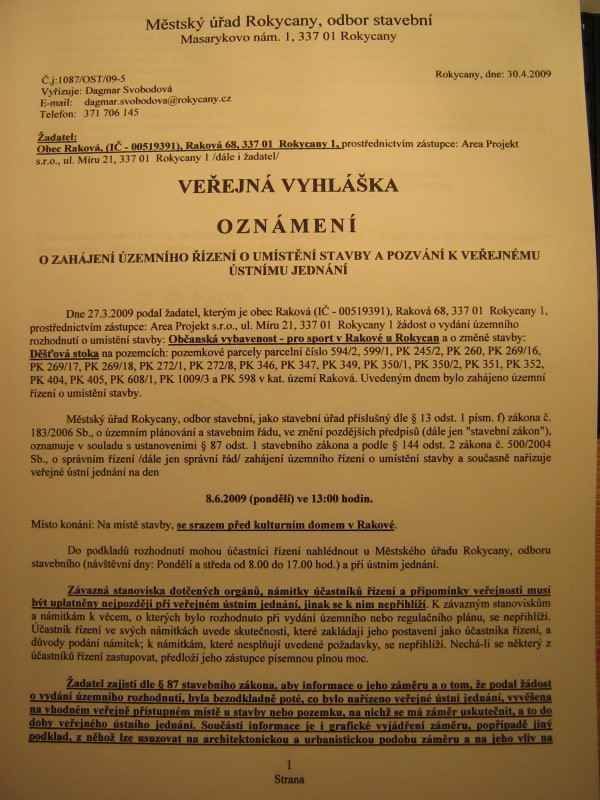 Městský úřad Rokycany, odbor stavební
Masarykovo nám. 1, 337 01 Rokycany
Č.j:1087/OST/09-5
Rokycany, dne: 30.4.2009
Vyřizuje: Dagmar Svobodová
E-mail: dagmar.svobodova@rokycany.cz
Telefon: 371 706 145
Žadatel:
Obec Raková, (IČ - 00519391), Raková 68, 337 01 Rokycany 1, prostřednictvím zástupce: Area Projekt
s.r.o., ul. Míru 21, 337 01 Rokycany 1 /dále i žadatel/
VEŘEJNÁ VYHLÁŠKA
OZNÁMENÍ
O ZAHÁJENÍ ÚZEMNÍHO ŘÍZENÍ O UMÍSTĚNÍ STAVBY A POZVÁNÍ K VEŘEJNÉMU
ÚSTNÍMU JEDNÁNÍ
Dne 27.3.2009 podal žadatel, kterým je obec Raková (IČ - 00519391), Raková 68, 337 01 Rokycany 1,
prostřednictvím zástupce: Area Projekt s.r.o., ul. Míru 21, 337 01 Rokycany 1 žádost o vydání územního
rozhodnutí o umístění stavby: Občanská vybavenost - pro sport v Rakové u Rokycan a o změně stavby:
Děšťová stoka na pozemcích: pozemkové parcely parcelní číslo 594/2, 599/1, PK 245/2, PK 260, PK 269/16,
PK 269/17, PK 269/18, PK 272/1, PK 272/8, PK 346, PK 347, PK 349, PK 350/1, PK 350/2, PK 351, PK 352,
PK 404, PK 405, PK 608/1, PK 1009/3 a PK 598 v kat. území Raková. Uvedeným dnem bylo zahájeno územní
řízení o umístění stavby.
Městský úřad Rokycany, odbor stavební, jako stavební úřad příslušný dle § 13 odst. 1 písm. f) zákona č.
183/2006 Sb., o územním plánování a stavebním řádu, ve znění pozdějších předpisů (dále jen "stavební zákon"),
oznamuje v souladu s ustanoveními § 87 odst. 1 stavebního zákona a podle § 144 odst. 2 zákona č. 500/2004
Sb., o správním řízení /dále jen správní řád/ zahájení územního řízení o umístění stavby a současně nařizuje
veřejné ústní jednání na den
8.6.2009 (pondělí) ve 13:00 hodin.
Místo konání: Na místě stavby, se srazem před kulturním domem v Rakové.
Do podkladů rozhodnutí mohou účastníci řízení nahlédnout u Městského úřadu Rokycany, odboru
stavebního (návštěvní dny: Pondělí a středa od 8.00 do 17.00 hod.) a při ústním jednání.
Závazná stanoviska dotčených orgánů, námitky účastníků řízení a připomínky veřejnosti musí
být uplatněny nejpozději při veřejném ústním jednání, jinak se k nim nepřihlíží. K závazným stanoviskům
a námitkám k věcem, o kterých bylo rozhodnuto při vydání územního nebo regulačního plánu, se nepřihlíží.
Účastník řízení ve svých námitkách uvede skutečnosti, které zakládají jeho postavení jako účastníka řízení, a
důvody podání námitek; k námitkám, které nesplňují uvedené požadavky, se nepřihlíží. Nechá-li se některý z
účastníků řízení zastupovat, předloží jeho zástupce písemnou plnou moc.
Žadatel zajistí dle § 87 stavebního zákona, aby informace o jeho záměru a o tom, že podal žádost
o vydání územního rozhodnutí, byla bezodkladně poté, co bylo nařízeno veřejné ústní jednání, vyvěšena
na vhodném veřejně přístupném místě u stavby nebo pozemku, na nichž se má záměr uskutečnit, a to do
doby veřejného ústního jednání. Součástí informace je i grafické vyjádření záměru, popřípadě jiný
podklad, z něhož lze usuzovat na architektonickou a urbanistickou podobu záměru a na jeho vliv na
1
Strana